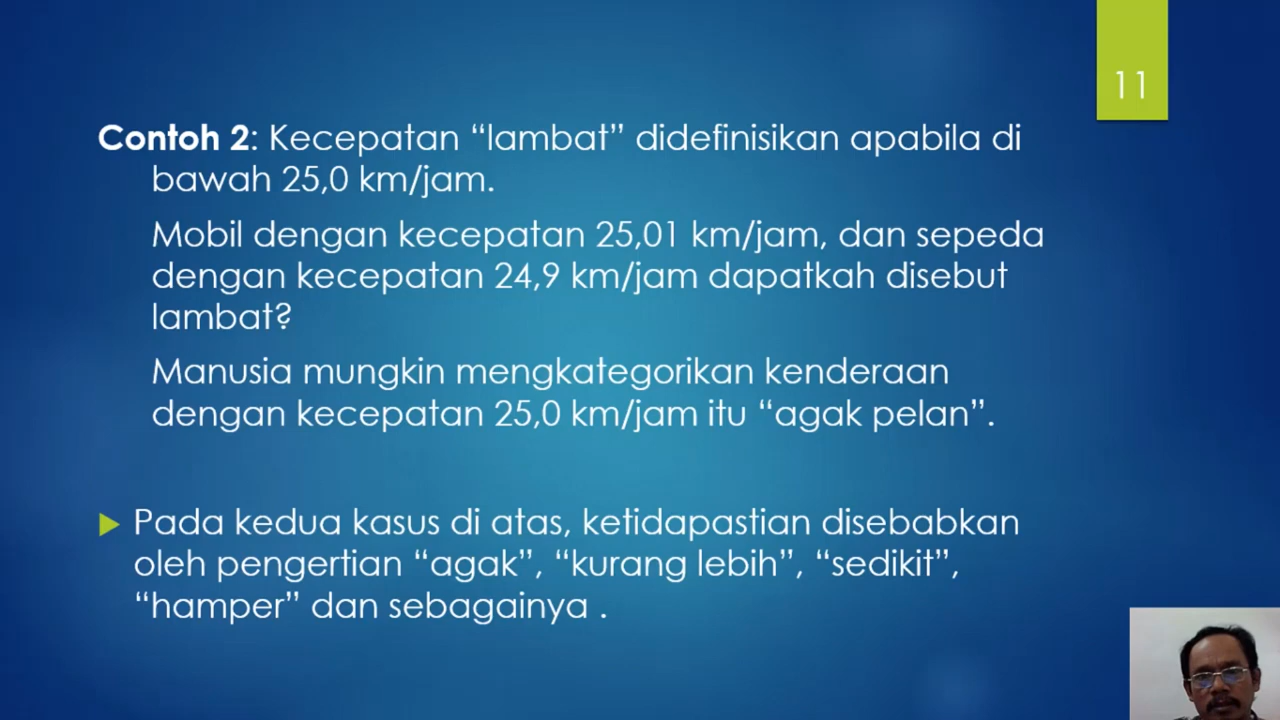 11
Contoh 2: Kecepatan “lambat” didefinisikan apabila di
bawah 25,0 km/jam.
Mobil dengan kecepatan 25,01 km/jam, dan sepeda
dengan kecepatan 24,9 km/jam dapatkah disebut
lambat?
Manusia mungkin mengkategorikan kenderaan
dengan kecepatan 25,0 km/jam itu “agak pelan”.
Pada kedua kasus di atas, ketidapastian disebabkan
oleh pengertian “agak”, “kurang lebih”, “sedikit”,
“hamper” dan sebagainya .